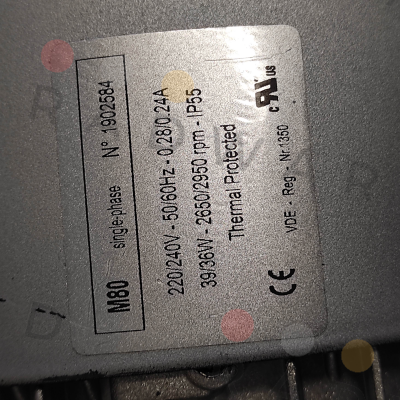 M80 single-phase N° 1902584
220/240V - 50/60Hz - 0.28/0.24A
39/36W - 2650/2950 rpm - IP55
Thermal Protected
c RU us
VDE - Reg - Nr.1350
CE